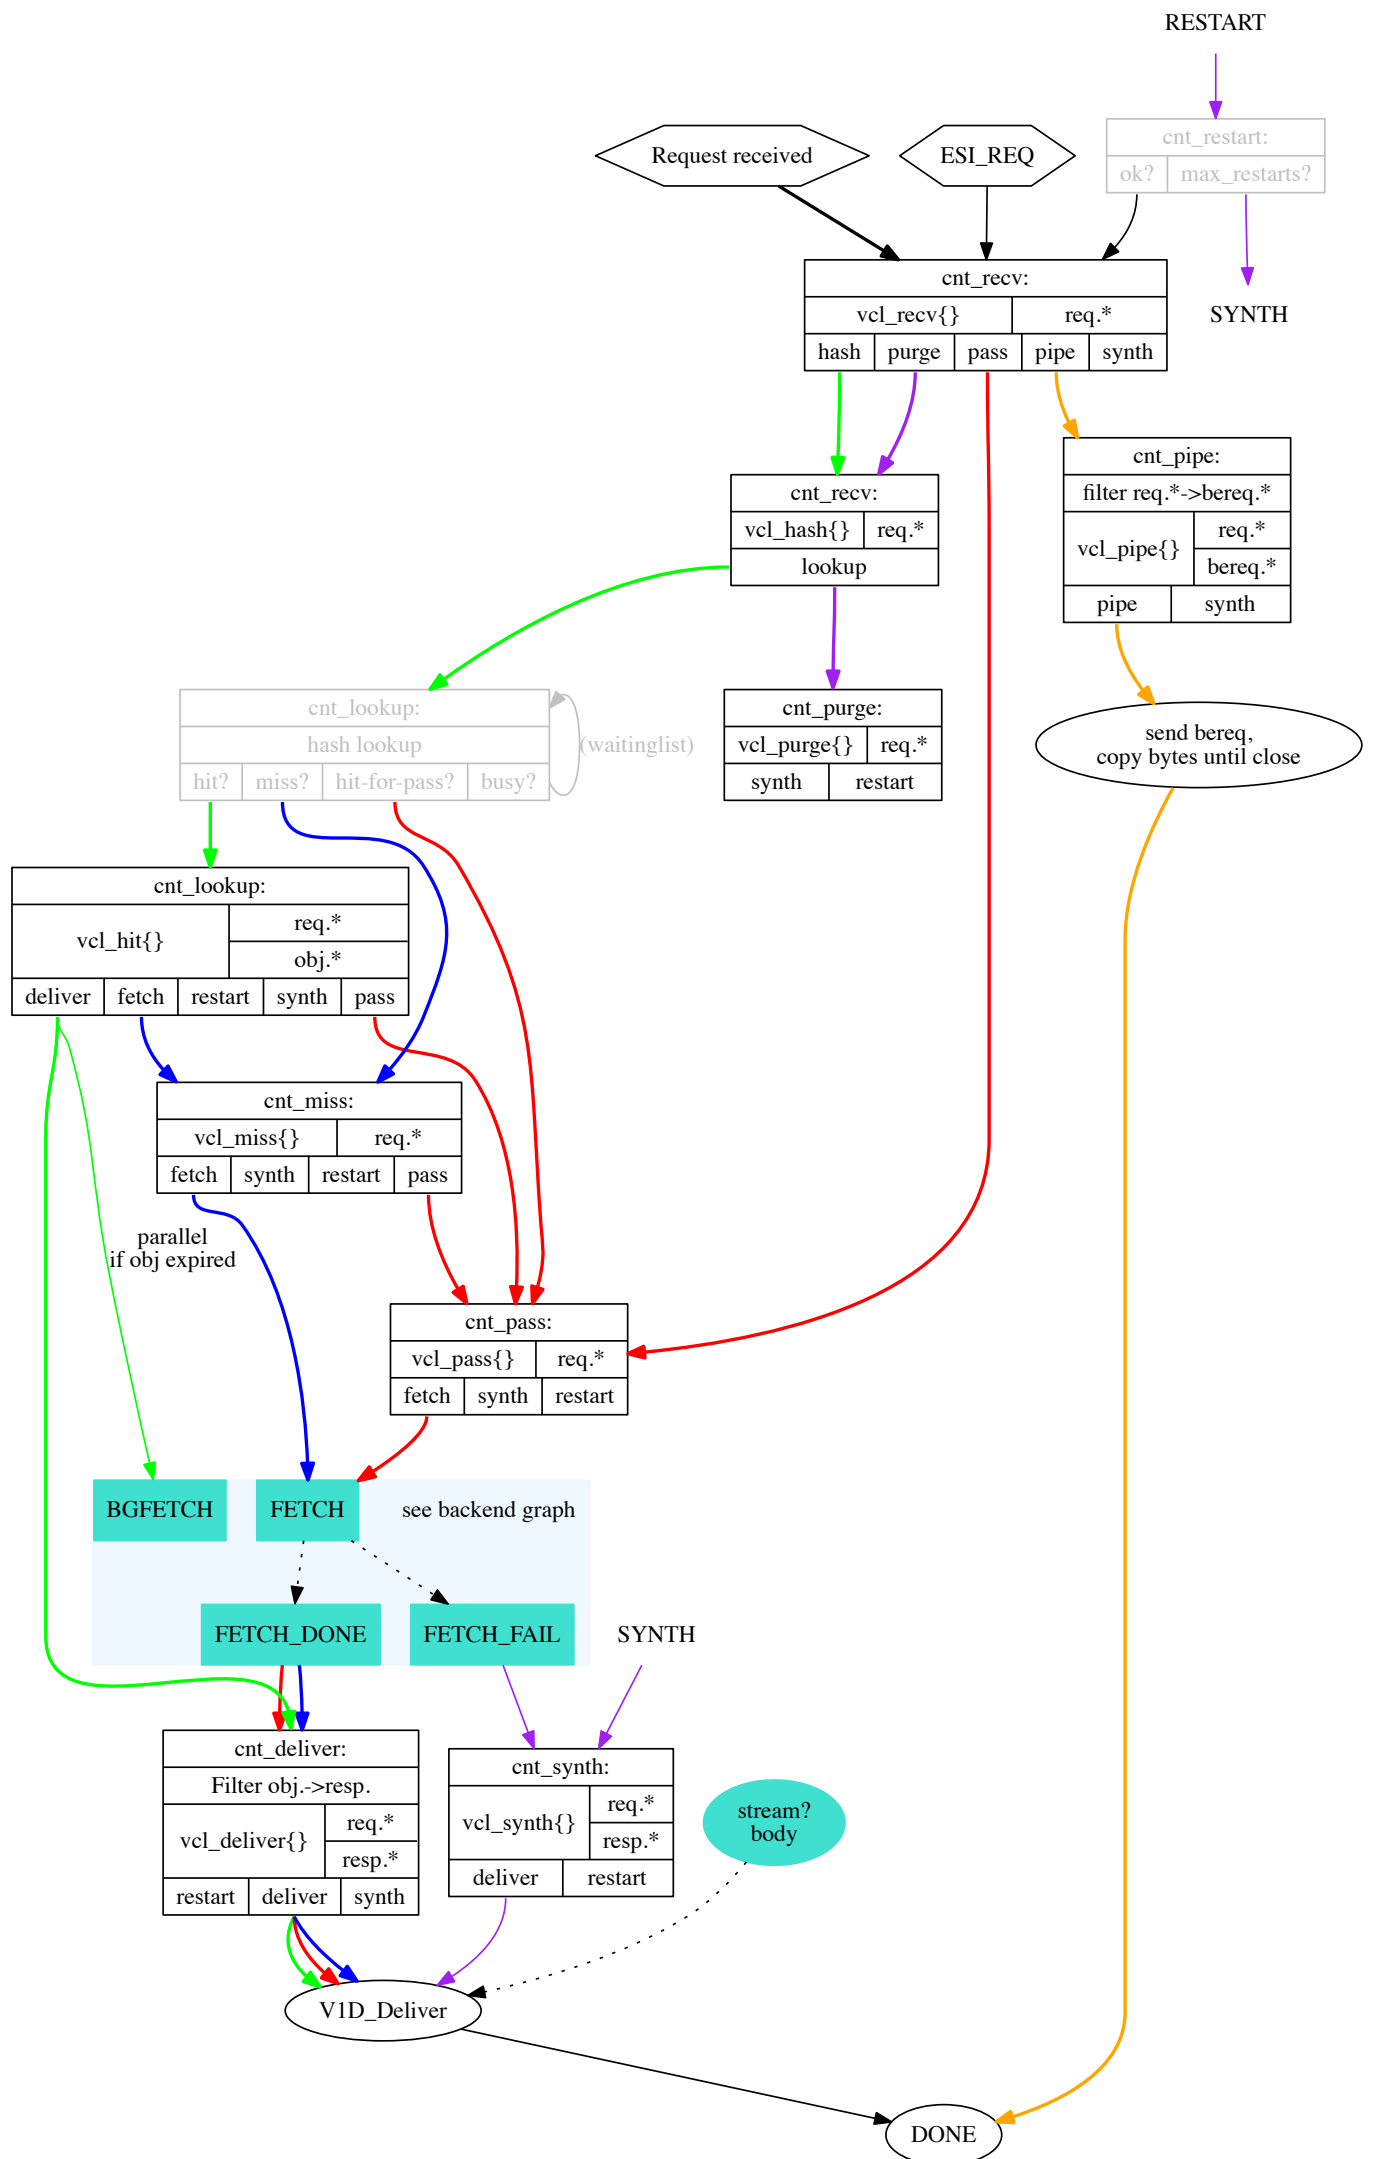 RESTART
cnt_restart:
ok?
max_restarts?
Request received
ESI_REQ
cnt_recv:
vcl_recv{}
req.*
hash
purge
pass
pipe
synth
SYNTH
cnt_recv:
vcl_hash{}
req.*
lookup
cnt_pipe:
filter req.*->bereq.*
vcl_pipe{}
req.*
bereq.*
pipe
synth
cnt_lookup:
hash lookup
hit?
miss?
hit-for-pass?
busy?
(waitinglist)
cnt_purge:
vcl_purge{}
req.*
synth
restart
send bereq,
copy bytes until close
cnt_lookup:
vcl_hit{}
req.*
obj.*
deliver
fetch
restart
synth
pass
cnt_miss:
vcl_miss{}
req.*
fetch
synth
restart
pass
parallel
if obj expired
cnt_pass:
vcl_pass{}
req.*
fetch
synth
restart
BGFETCH
FETCH
see backend graph
FETCH_DONE
FETCH_FAIL
SYNTH
cnt_deliver:
Filter obj.->resp.
vcl_deliver{}
req.*
resp.*
restart
deliver
synth
cnt_synth:
vcl_synth{}
req.*
resp.*
deliver
restart
stream?
body
V1D_Deliver
DONE